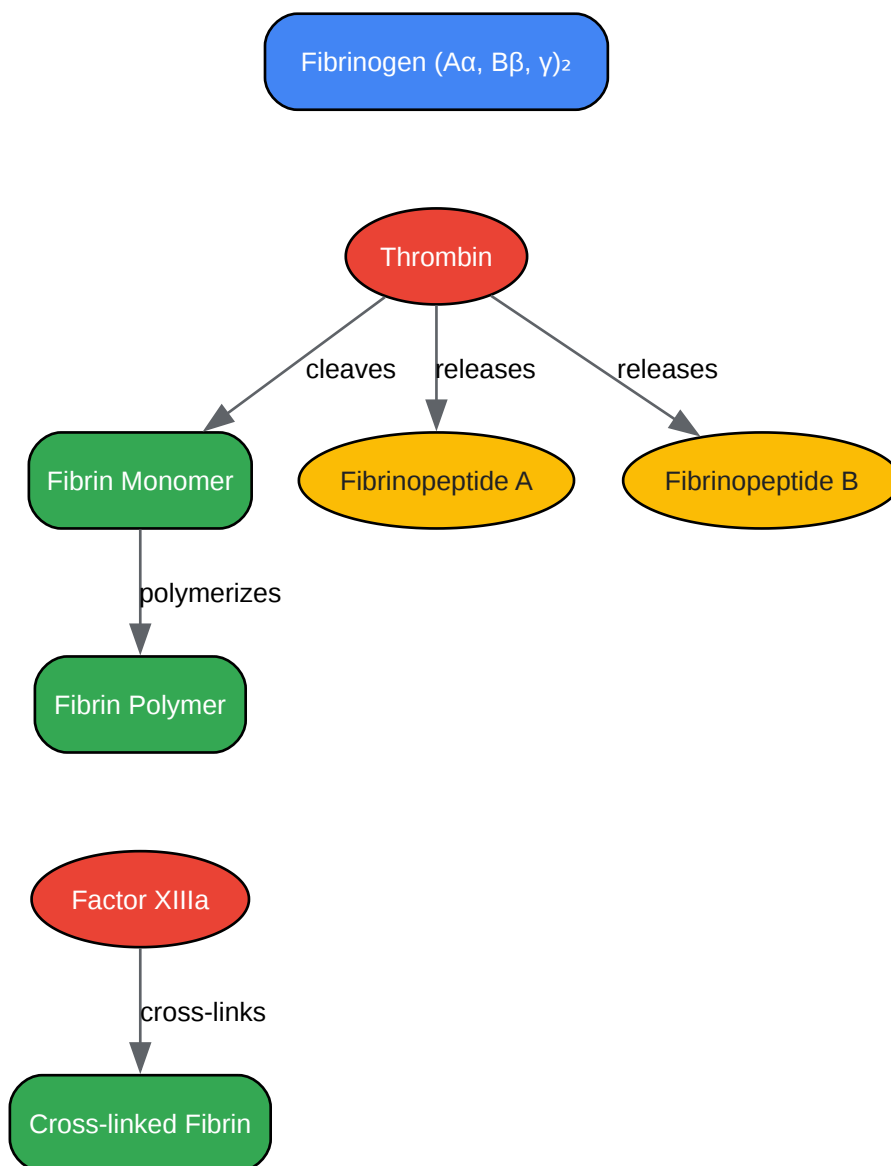 Fibrinogen (Aα, Bβ, γ)₂
Thrombin
cleaves
releases
releases
Fibrin Monomer
Fibrinopeptide A
Fibrinopeptide B
polymerizes
Fibrin Polymer
Factor XIIIa
cross-links
Cross-linked Fibrin